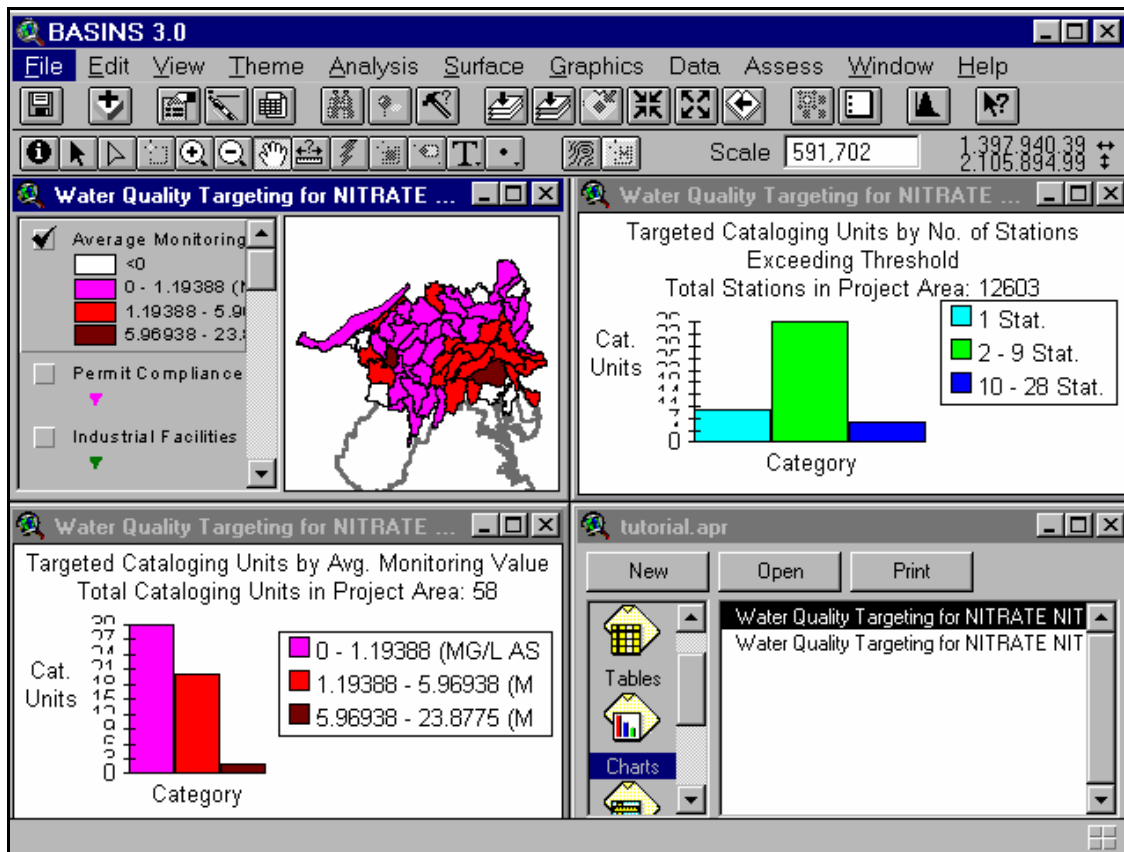 BASINS 3.0
File Edit View Theme Analysis Surface Graphics Data Assess Window Help
Scale 591,702
1,397,940.39
2,105,894.99
Water Quality Targeting for NITRATE ...
Average Monitoring
<0
0 - 1.19388 (
1.19388 - 5.9
5.96938 - 23.
Permit Compliance
Industrial Facilities
Water Quality Targeting for NITRATE ...
Targeted Cataloging Units by No. of Stations
Exceeding Threshold
Total Stations in Project Area: 12603
Cat.
Units
0
1 Stat.
2 - 9 Stat.
10 - 28 Stat.
Category
Water Quality Targeting for NITRATE ...
Targeted Cataloging Units by Avg. Monitoring Value
Total Cataloging Units in Project Area: 58
Cat.
Units
0
0 - 1.19388 (MG/L AS
1.19388 - 5.96938 (M
5.96938 - 23.8775 (M
Category
tutorial.apr
New Open Print
Tables
Charts
Water Quality Targeting for NITRATE NIT
Water Quality Targeting for NITRATE NIT